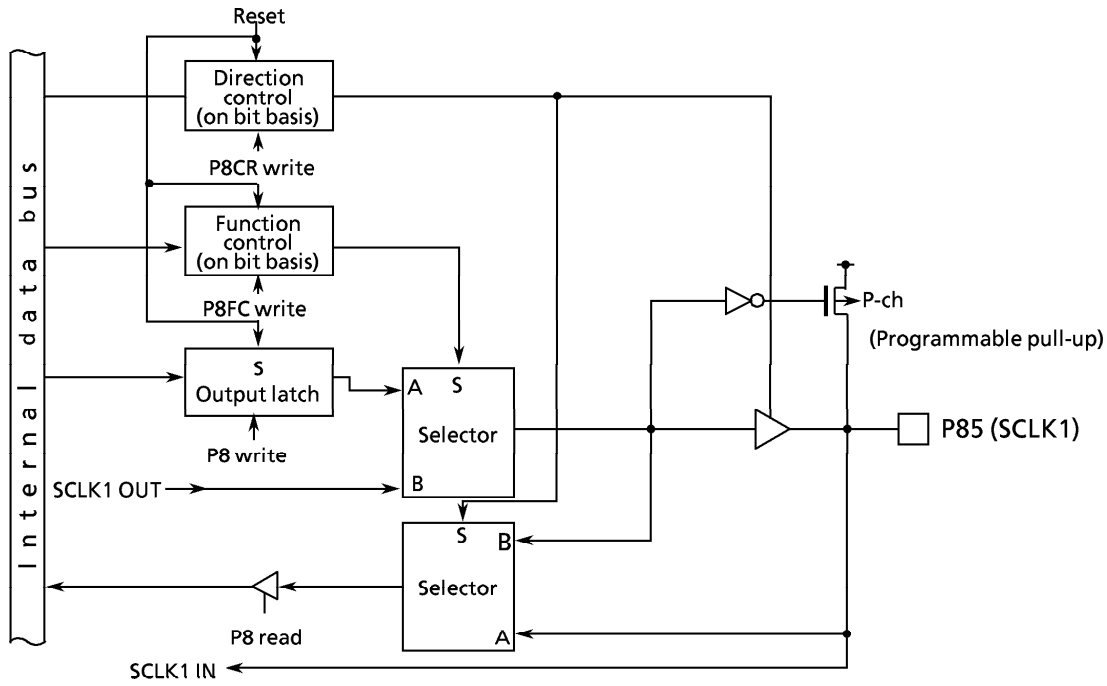 Reset
Direction
control
(on bit basis)
P8CR write
Function
control
(on bit basis)
P8FC write
S
Output latch
P8 write
SCLK1 OUT
A
S
Selector
B
S
B
Selector
A
P8 read
SCLK1 IN
P-ch
(Programmable pull-up)
P85 (SCLK1)
Internal data bus